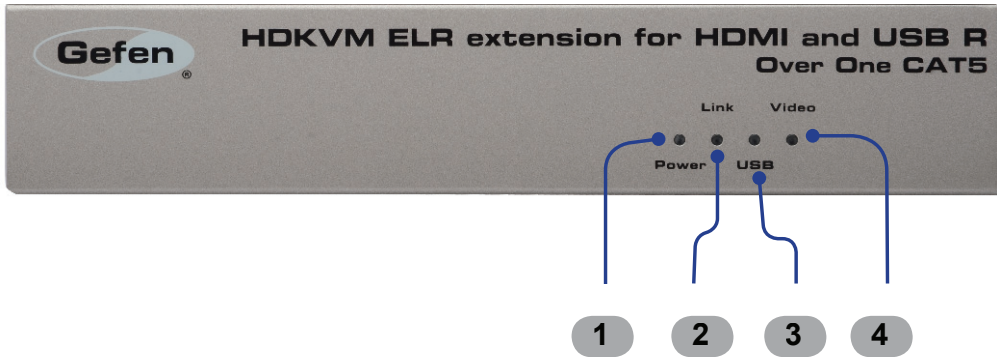 Gefen
®
HDKVM ELR extension for HDMI and USB R
Over One CAT5
Link Video
Power USB
1 2 3 4